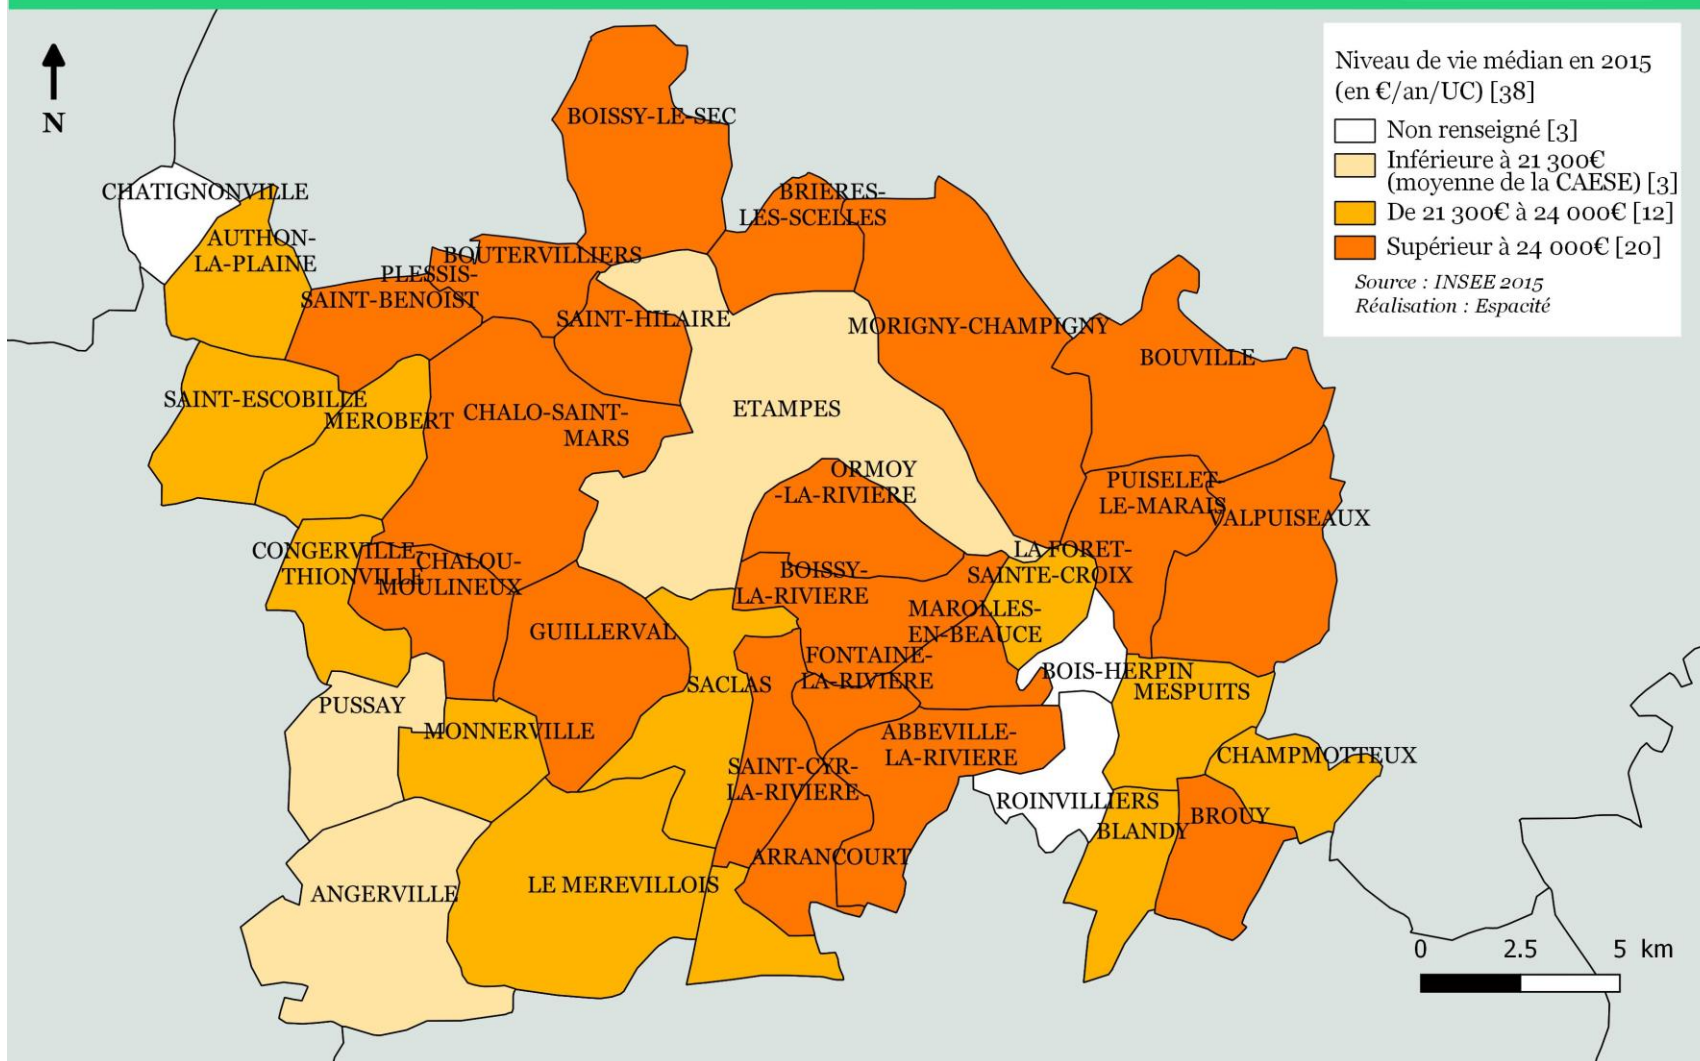 N
Niveau de vie médian en 2015
(en €/an/UC) [38]
Non renseigné [3]
Inférieure à 21 300€
(moyenne de la CAESE) [3]
De 21 300€ à 24 000€ [12]
Supérieur à 24 000€ [20]
Source : INSEE 2015
Réalisation : Espacité
BOISSY-LE-SEC
CHATIGNONVILLE
BRIERES-
LES-SCELLES
AUTHON-
LA-PLAINE
BOUTERVILLIERS
PLESSIS-
SAINT-BENOIST
SAINT-HILAIRE
MORIGNY-CHAMPIGNY
BOUVILLE
SAINT-ESCOBILLE
MEROBERT
CHALO-SAINT-
MARS
ETAMPES
ORMOY
-LA-RIVIERE
PUISELET-
LE-MARAIS
VALPUISEAUX
CONGERVILLE-
THIONVILLE
CHALOU-
MOULINEUX
BOISSY-
LA-RIVIERE
LA FORET-
SAINTE-CROIX
MAROLLES-
EN-BEAUCE
GUILLERVAL
FONTAINE-
LA-RIVIERE
BOIS-HERPIN
SACLAS
MESPUITS
PUSSAY
MONNERVILLE
ABBEVILLE-
LA-RIVIERE
CHAMPMOTTEUX
SAINT-CYR-
LA-RIVIERE
ROINVILLIERS
BROUY
BLANDY
ARRANCOURT
LE MEREVILLOIS
ANGERVILLE
0 2.5 5 km